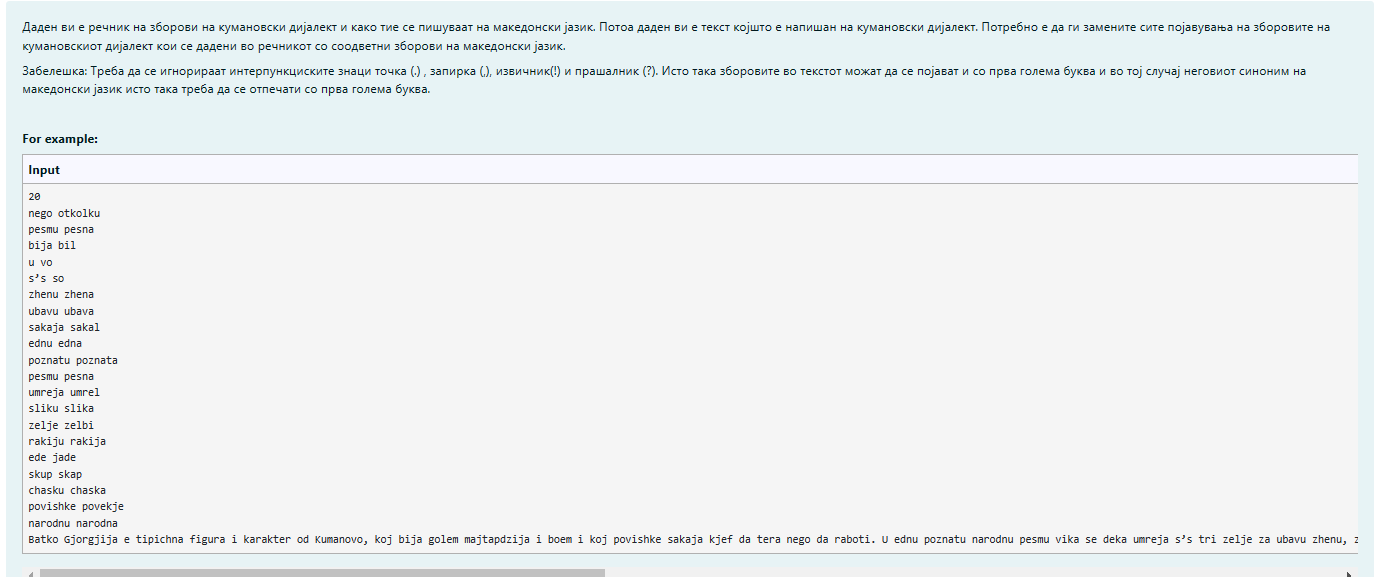 Даден ви е речник на зборови на кумановски дијалект и како тие се пишуваат на македонски јазик. Потоа даден ви е текст којшто е напишан на кумановски дијалект. Потребно е да ги замените сите појавувања на зборовите на
кумановскиот дијалект кои се дадени во речникот со соодветни зборови на македонски јазик.
Забелешка: Треба да се игнорираат интерпункциските знаци точка (.) , запирка (,), извичник(!) и прашалник (?). Исто така зборовите во текстот можат да се појават и со прва голема буква и во тој случај неговиот синоним на
македонски јазик исто така треба да се отпечати со прва голема буква.
For example:
Input
20
nego otkolku
pesmu pesna
bija bil
u vo
s’s so
zhenu zhena
ubavu ubava
sakaja sakal
ednu edna
poznatu poznata
pesmu pesna
umreja umrel
sliku slika
zelje zelbi
rakiju rakija
ede jade
skup skap
chasku chaska
povishke povekje
narodnu narodna
Batko Gjorgjija e tipichna figura i karakter od Kumanovo, koj bija golem majtapdzija i boem i koj povishke sakaja kjef da tera nego da raboti. U ednu poznatu narodnu pesmu vika se deka umreja s’s tri zelje za ubavu zhenu, z